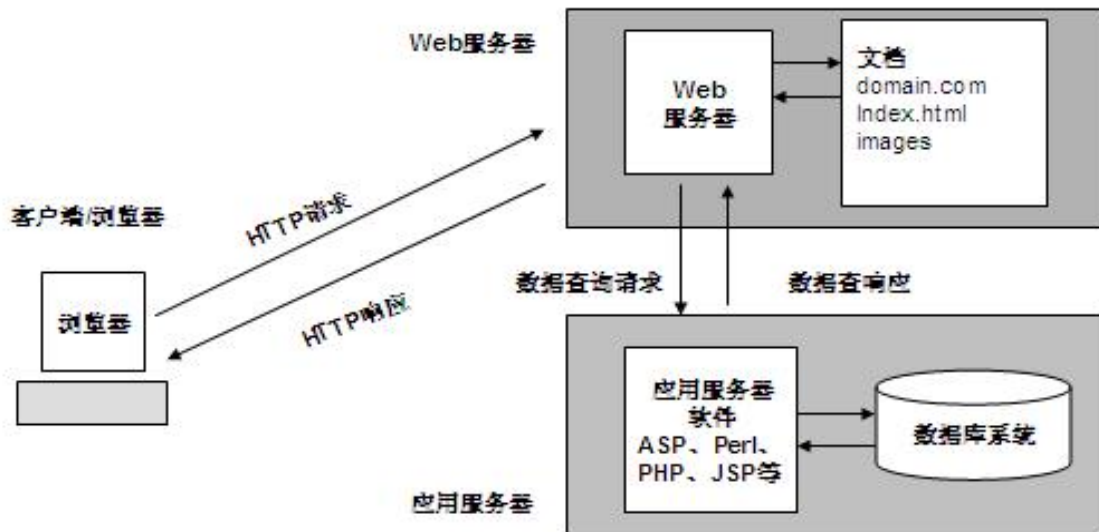 Web服务器
Web
服务器
文档
domain.com
Index.html
images
客户端/浏览器
HTTP请求
HTTP响应
浏览器
数据查询请求
数据查响应
应用服务器
软件
ASP、Perl、
PHP、JSP等
数据库系统
应用服务器